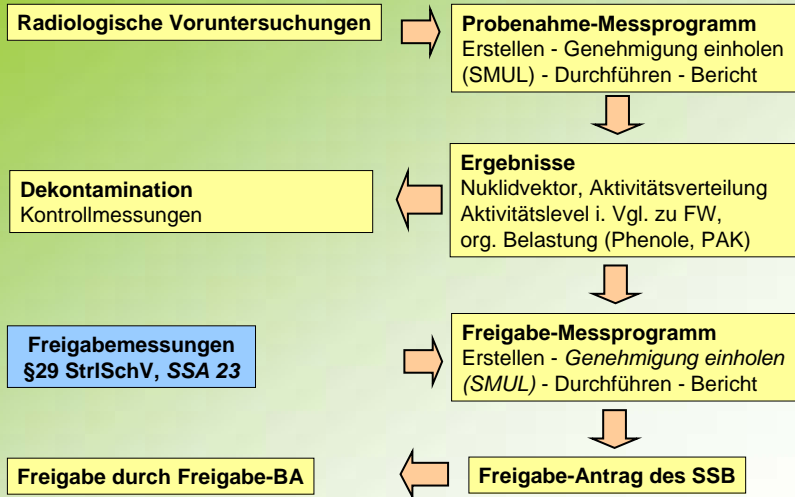 Radiologische Voruntersuchungen
Probenahme-Messprogramm
Erstellen - Genehmigung einholen
(SMUL) - Durchführen - Bericht
Ergebnisse
Nuklidvektor, Aktivitätsverteilung
Aktivitätslevel i. Vgl. zu FW,
org. Belastung (Phenole, PAK)
Dekontamination
Kontrollmessungen
Freigabemessungen
§29 StrlSchV, SSA 23
Freigabe-Messprogramm
Erstellen - Genehmigung einholen
(SMUL) - Durchführen - Bericht
Freigabe-Antrag des SSB
Freigabe durch Freigabe-BA